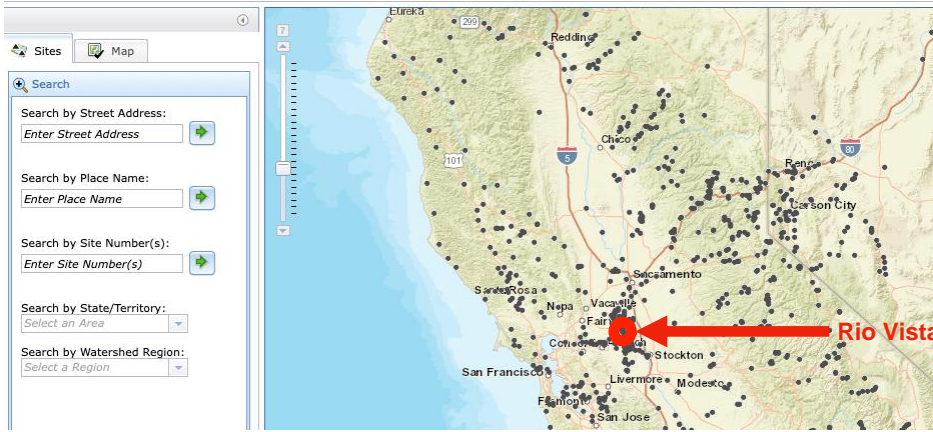 Sites
Map
Search
Search by Street Address:
Enter Street Address
Search by Place Name:
Enter Place Name
Search by Site Number(s):
Enter Site Number(s)
Search by State/Territory:
Select an Area
Search by Watershed Region:
Select a Region
?
Eureka
299
Redding
Chico
101
5
80
Reno
Carson City
Sacramento
Santa Rosa
Napa
Vacaville
Fair
Rio Vista
Stockton
San Francisco
Livermore
Modesto
Fremont
San Jose